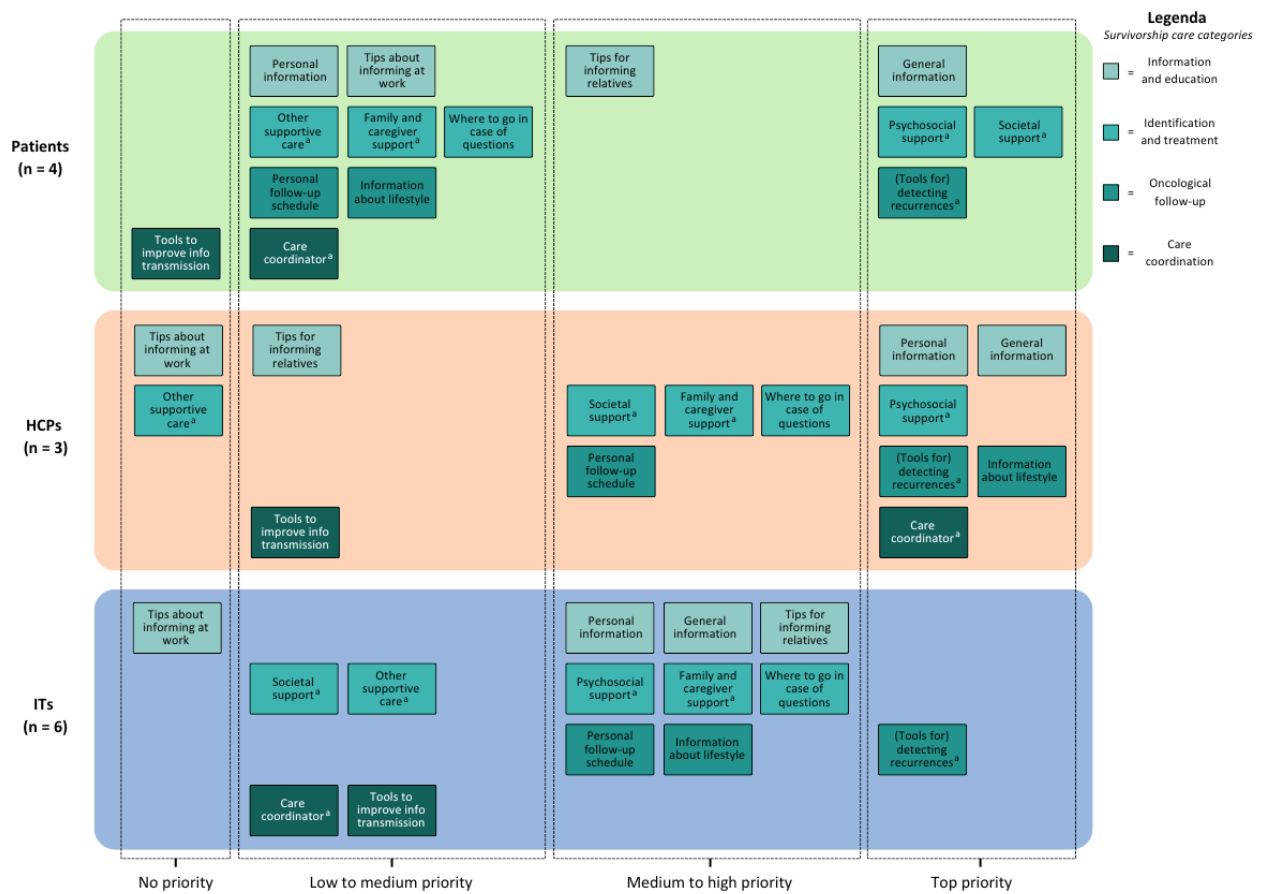 Legenda
Survivorship care categories
= Information
and education
= Identification
and treatment
= Oncological
follow-up
= Care
coordination
Patients
(n = 4)
Personal
information
Tips about
informing at
work
Tips for
informing
relatives
General
information
Other
supportive
care a
Family and
caregiver
support a
Where to go in
case of
questions
Psychosocial
support a
Societal
support a
Personal
follow-up
schedule
Information
about lifestyle
(Tools for)
detecting
recurrences a
Tools to
improve info
transmission
Care
coordinator a
HCPs
(n = 3)
Tips about
informing at
work
Tips for
informing
relatives
Personal
information
General
information
Other
supportive
care a
Societal
support a
Family and
caregiver
support a
Where to go in
case of
questions
Psychosocial
support a
Personal
follow-up
schedule
(Tools for)
detecting
recurrences a
Information
about lifestyle
Tools to
improve info
transmission
Care
coordinator a
ITs
(n = 6)
Tips about
informing at
work
Personal
information
General
information
Tips for
informing
relatives
Societal
support a
Other
supportive
care a
Psychosocial
support a
Family and
caregiver
support a
Where to go in
case of
questions
Personal
follow-up
schedule
Information
about lifestyle
(Tools for)
detecting
recurrences a
Care
coordinator a
Tools to
improve info
transmission
No priority
Low to medium priority
Medium to high priority
Top priority